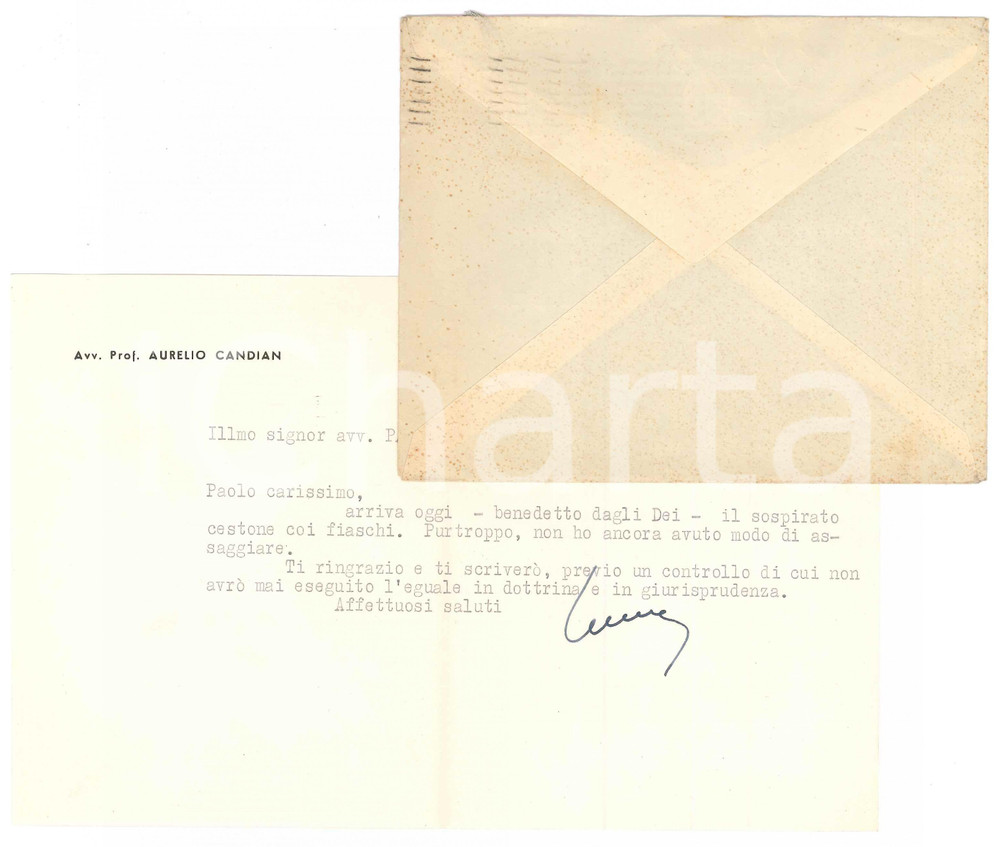 Avv. Prof. AURELIO CANDIAN
Illmo signor avv. P
Paolo carissimo,
arriva oggi - benedetto dagli Dei - il sospirato
cestone coi fiaschi. Purtroppo, non ho ancora avuto modo di as-
saggiare.
Ti ringrazio e ti scriverò, previo un controllo di cui non
avrò mai eseguito l'eguale in dottrina e in giurisprudenza.
Affettuosi saluti
Charta